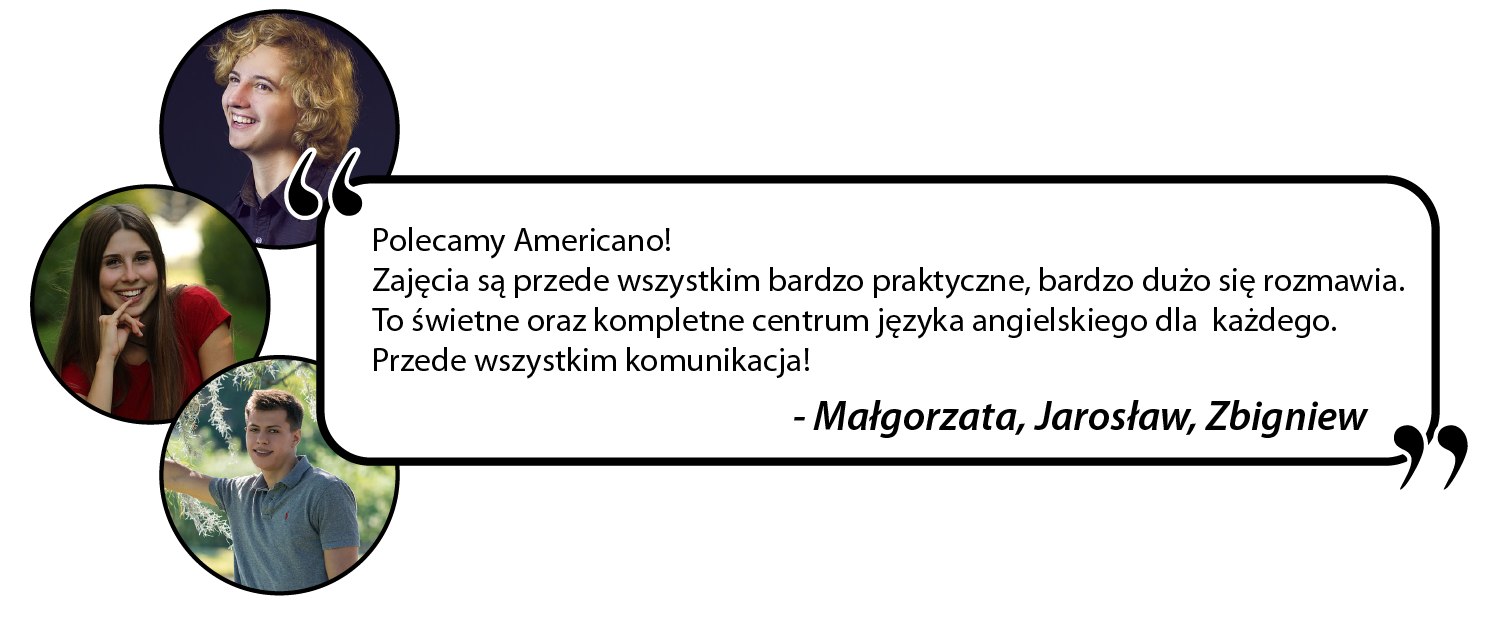 Polecamy Americano!
Zajęcia są przede wszystkim bardzo praktyczne, bardzo dużo się rozmawia.
To świetne oraz kompletne centrum języka angielskiego dla  każdego.
Przede wszystkim komunikacja!
- Małgorzata, Jarosław, Zbigniew